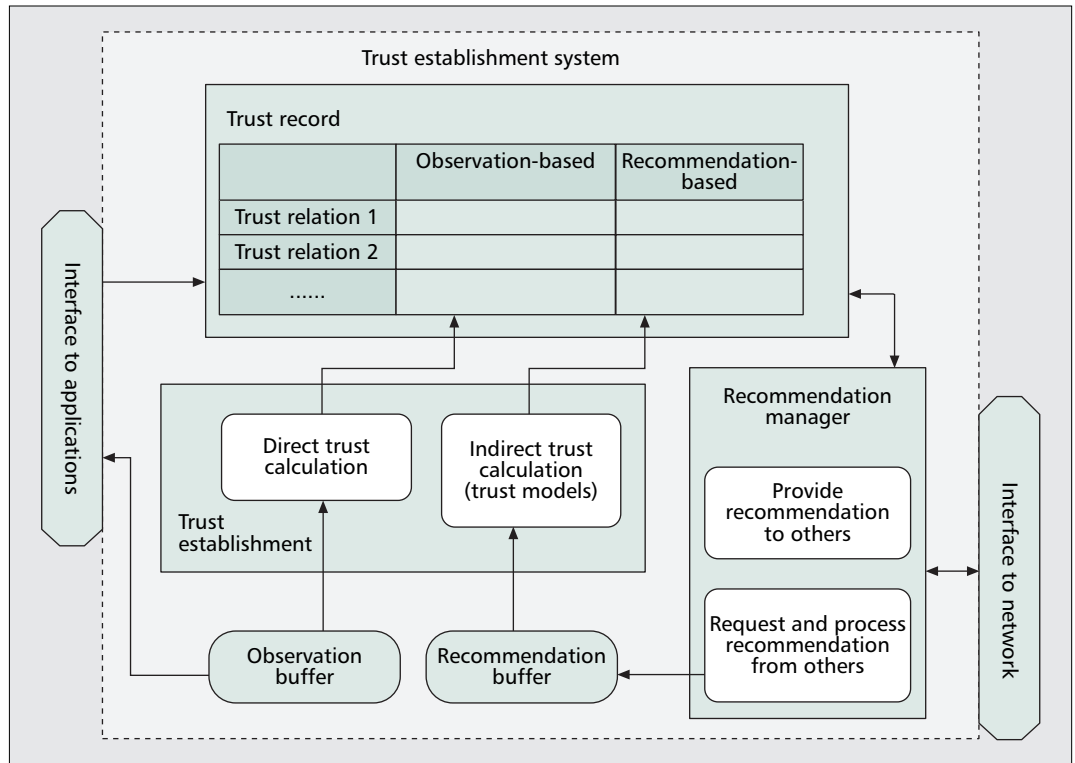 Trust establishment system
Trust record
Observation-based
Recommendation-
based
Trust relation 1
Trust relation 2
......
Interface to applications
Direct trust
calculation
Indirect trust
calculation
(trust models)
Trust
establishment
Recommendation
manager
Provide
recommendation
to others
Request and process
recommendation
from others
Interface to network
Observation
buffer
Recommendation
buffer